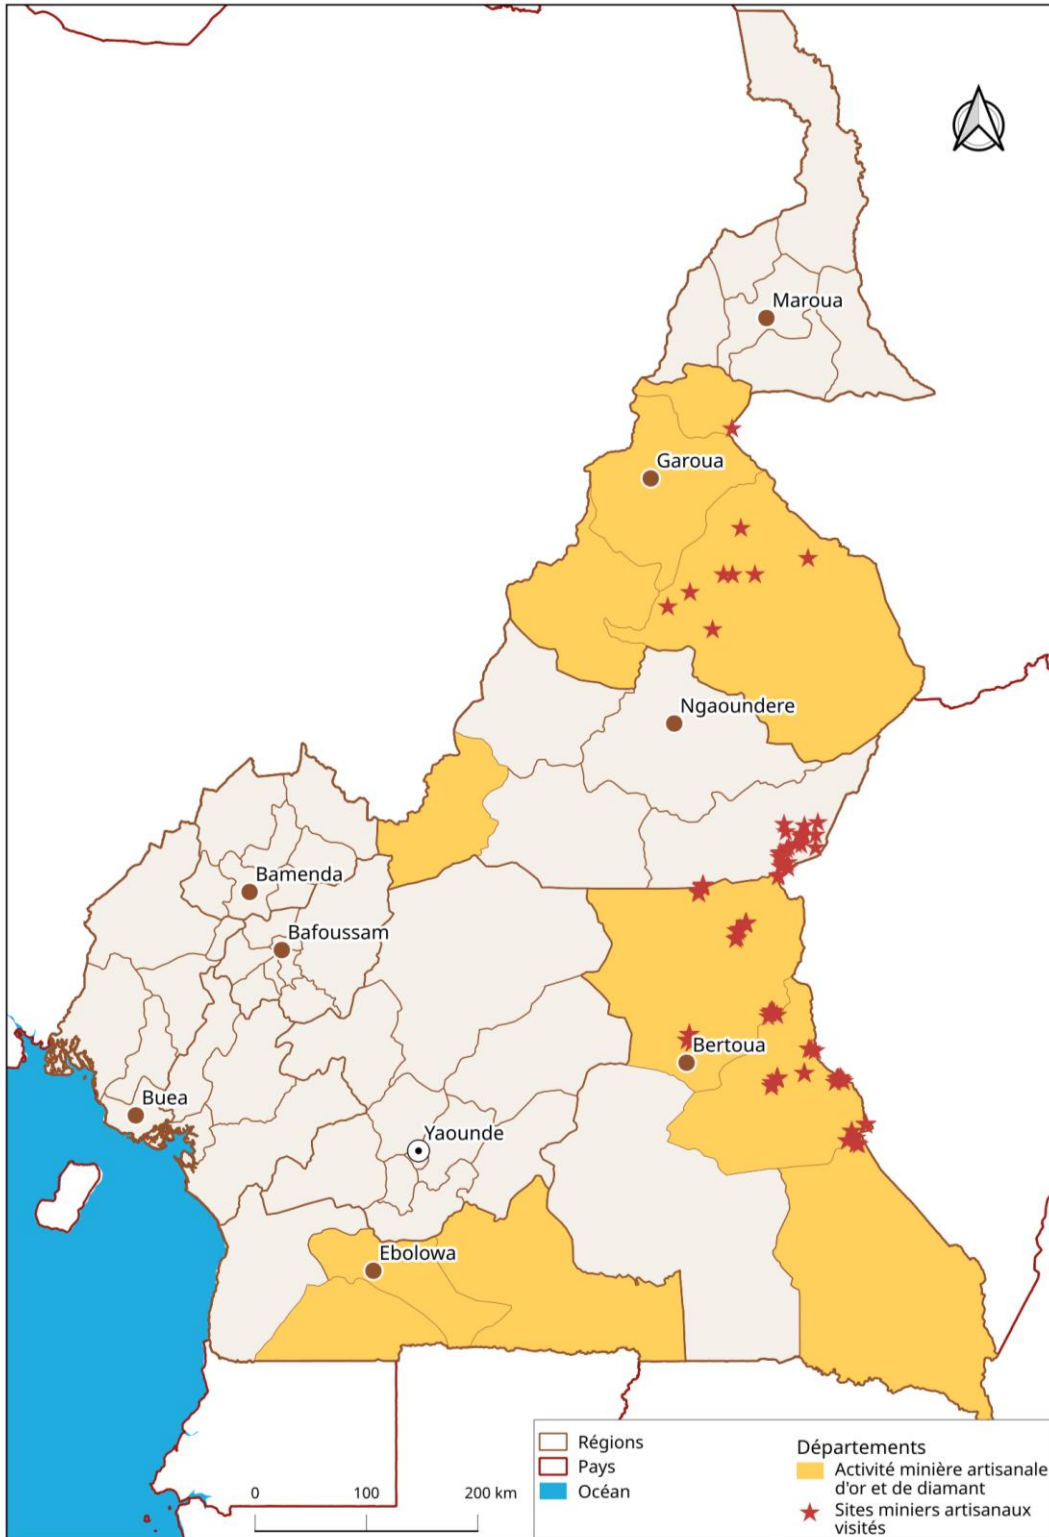 Maroua
Garoua
Ngaoundere
Bamenda
Bafoussam
Bertoua
Buea
Yaounde
Ebolowa
0 100 200 km
Régions
Pays
Océan
Départements
Activité minière artisanale
d'or et de diamant
Sites miniers artisanaux
visités